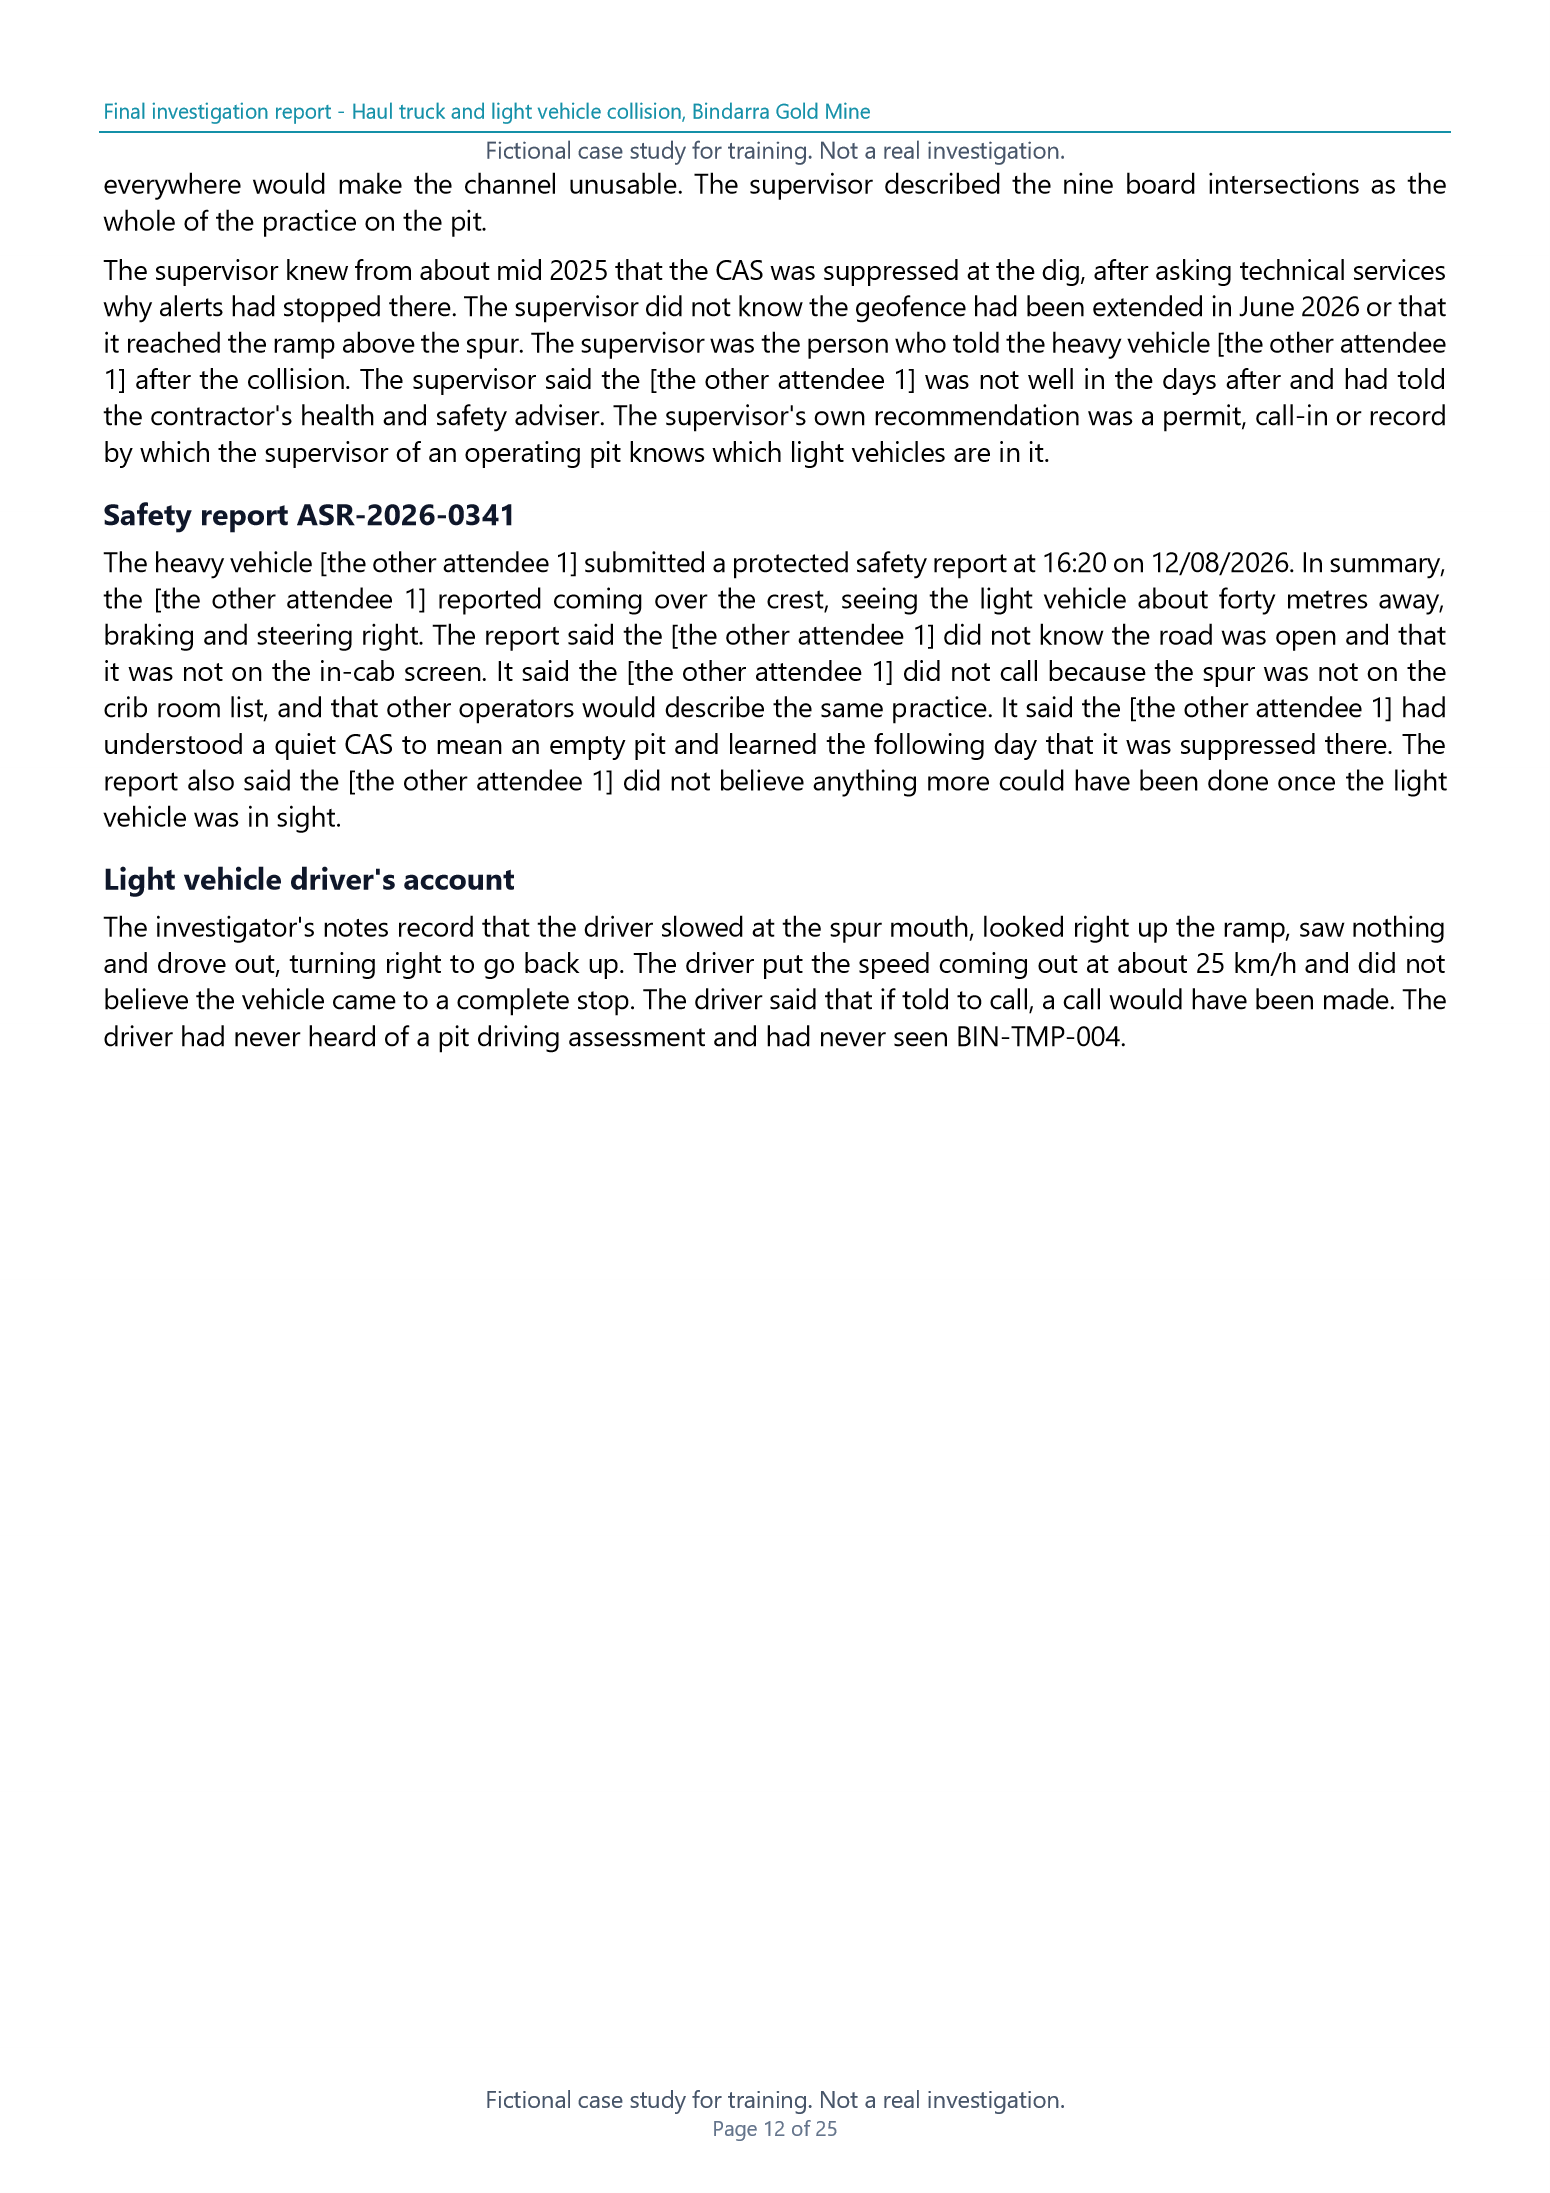 Final investigation report - Haul truck and light vehicle collision, Bindarra Gold Mine
Fictional case study for training. Not a real investigation.
everywhere would make the channel unusable. The supervisor described the nine board intersections as the
whole of the practice on the pit.
The supervisor knew from about mid 2025 that the CAS was suppressed at the dig, after asking technical services
why alerts had stopped there. The supervisor did not know the geofence had been extended in June 2026 or that
it reached the ramp above the spur. The supervisor was the person who told the heavy vehicle [the other attendee
1] after the collision. The supervisor said the [the other attendee 1] was not well in the days after and had told
the contractor's health and safety adviser. The supervisor's own recommendation was a permit, call-in or record
by which the supervisor of an operating pit knows which light vehicles are in it.
Safety report ASR-2026-0341
The heavy vehicle [the other attendee 1] submitted a protected safety report at 16:20 on 12/08/2026. In summary,
the [the other attendee 1] reported coming over the crest, seeing the light vehicle about forty metres away,
braking and steering right. The report said the [the other attendee 1] did not know the road was open and that
it was not on the in-cab screen. It said the [the other attendee 1] did not call because the spur was not on the
crib room list, and that other operators would describe the same practice. It said the [the other attendee 1] had
understood a quiet CAS to mean an empty pit and learned the following day that it was suppressed there. The
report also said the [the other attendee 1] did not believe anything more could have been done once the light
vehicle was in sight.
Light vehicle driver's account
The investigator's notes record that the driver slowed at the spur mouth, looked right up the ramp, saw nothing
and drove out, turning right to go back up. The driver put the speed coming out at about 25 km/h and did not
believe the vehicle came to a complete stop. The driver said that if told to call, a call would have been made. The
driver had never heard of a pit driving assessment and had never seen BIN-TMP-004.
Fictional case study for training. Not a real investigation.
Page 12 of 25